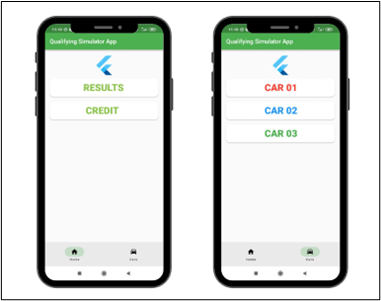 Qualifying Simulator App
RESULTS
CREDIT
Home
Cars
Qualifying Simulator App
CAR 01
CAR 02
CAR 03
Home
Cars